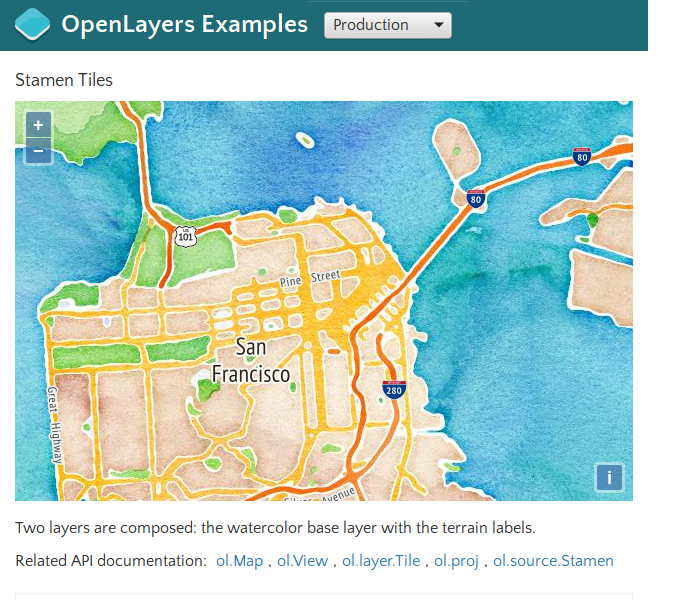 OpenLayers Examples
Production
Stamen Tiles
+
−
80
80
US
101
Pine Street
San
Francisco
280
Great Highway
Silver Avenue
i
Two layers are composed: the watercolor base layer with the terrain labels.
Related API documentation: ol.Map , ol.View , ol.layer.Tile , ol.proj , ol.source.Stamen